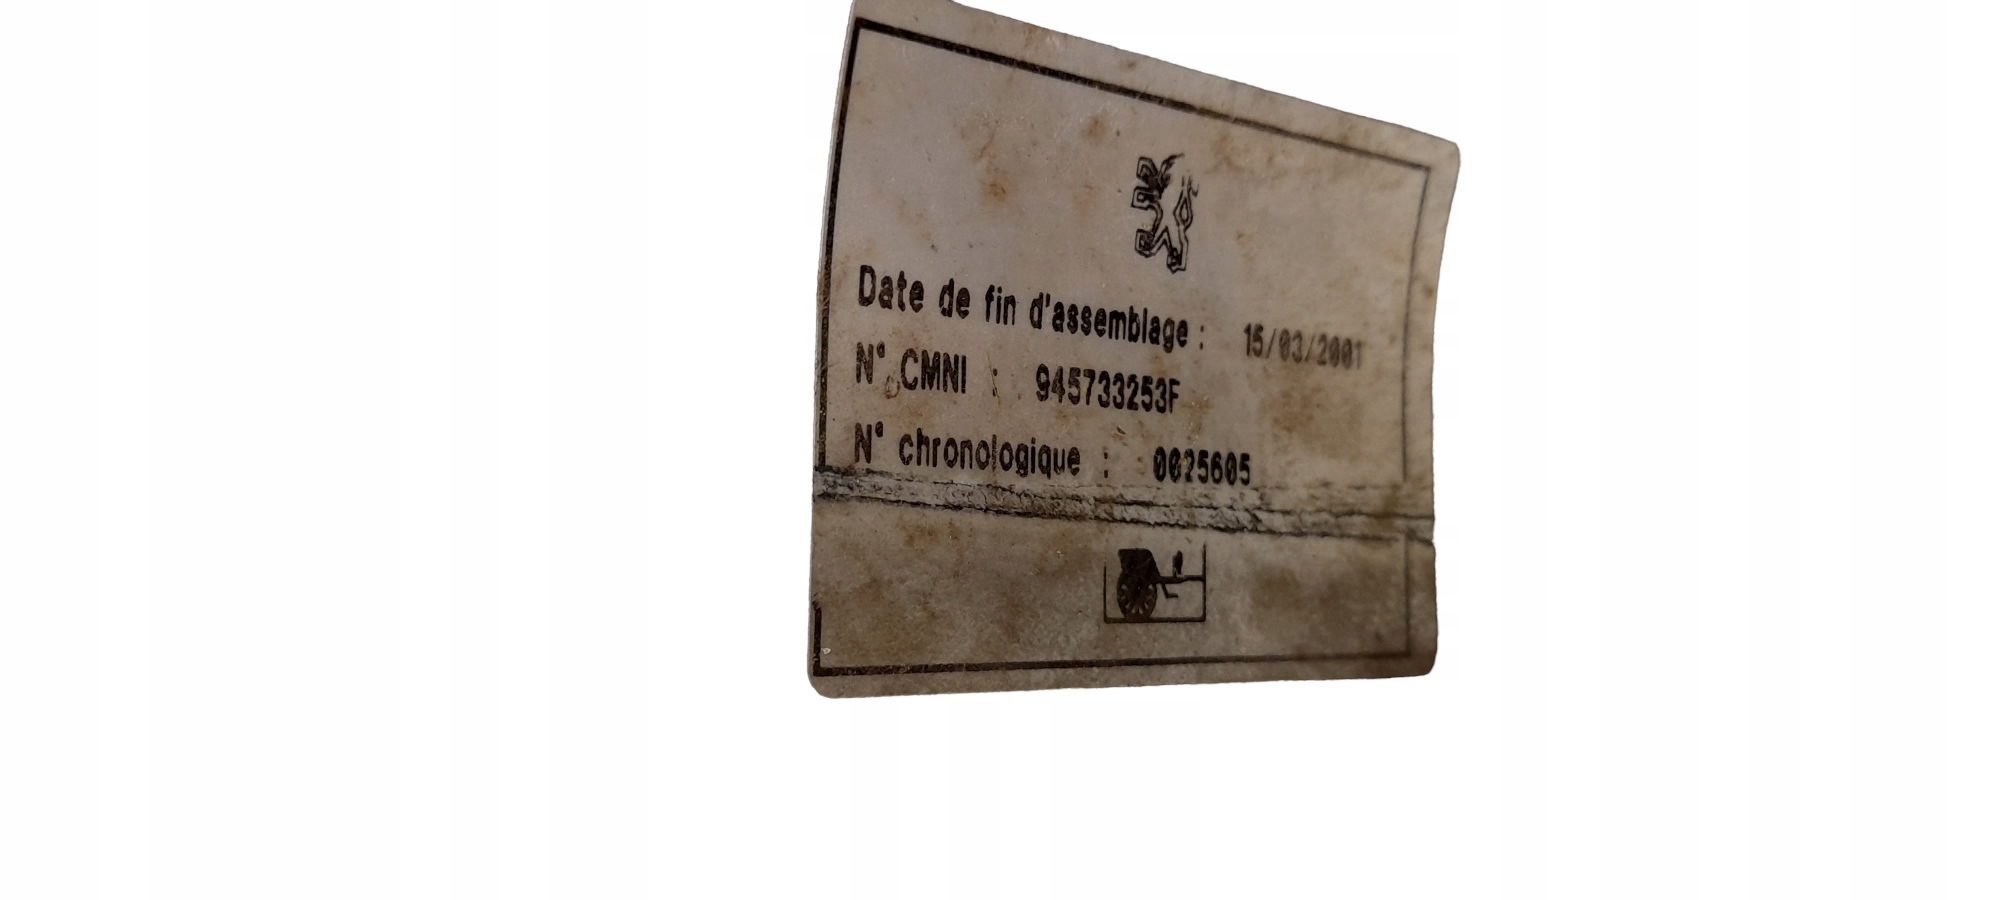 Date de fin d'assemblage : 15/03/2001
N° CMNI : 945733253F
N° chronologique : 0025605